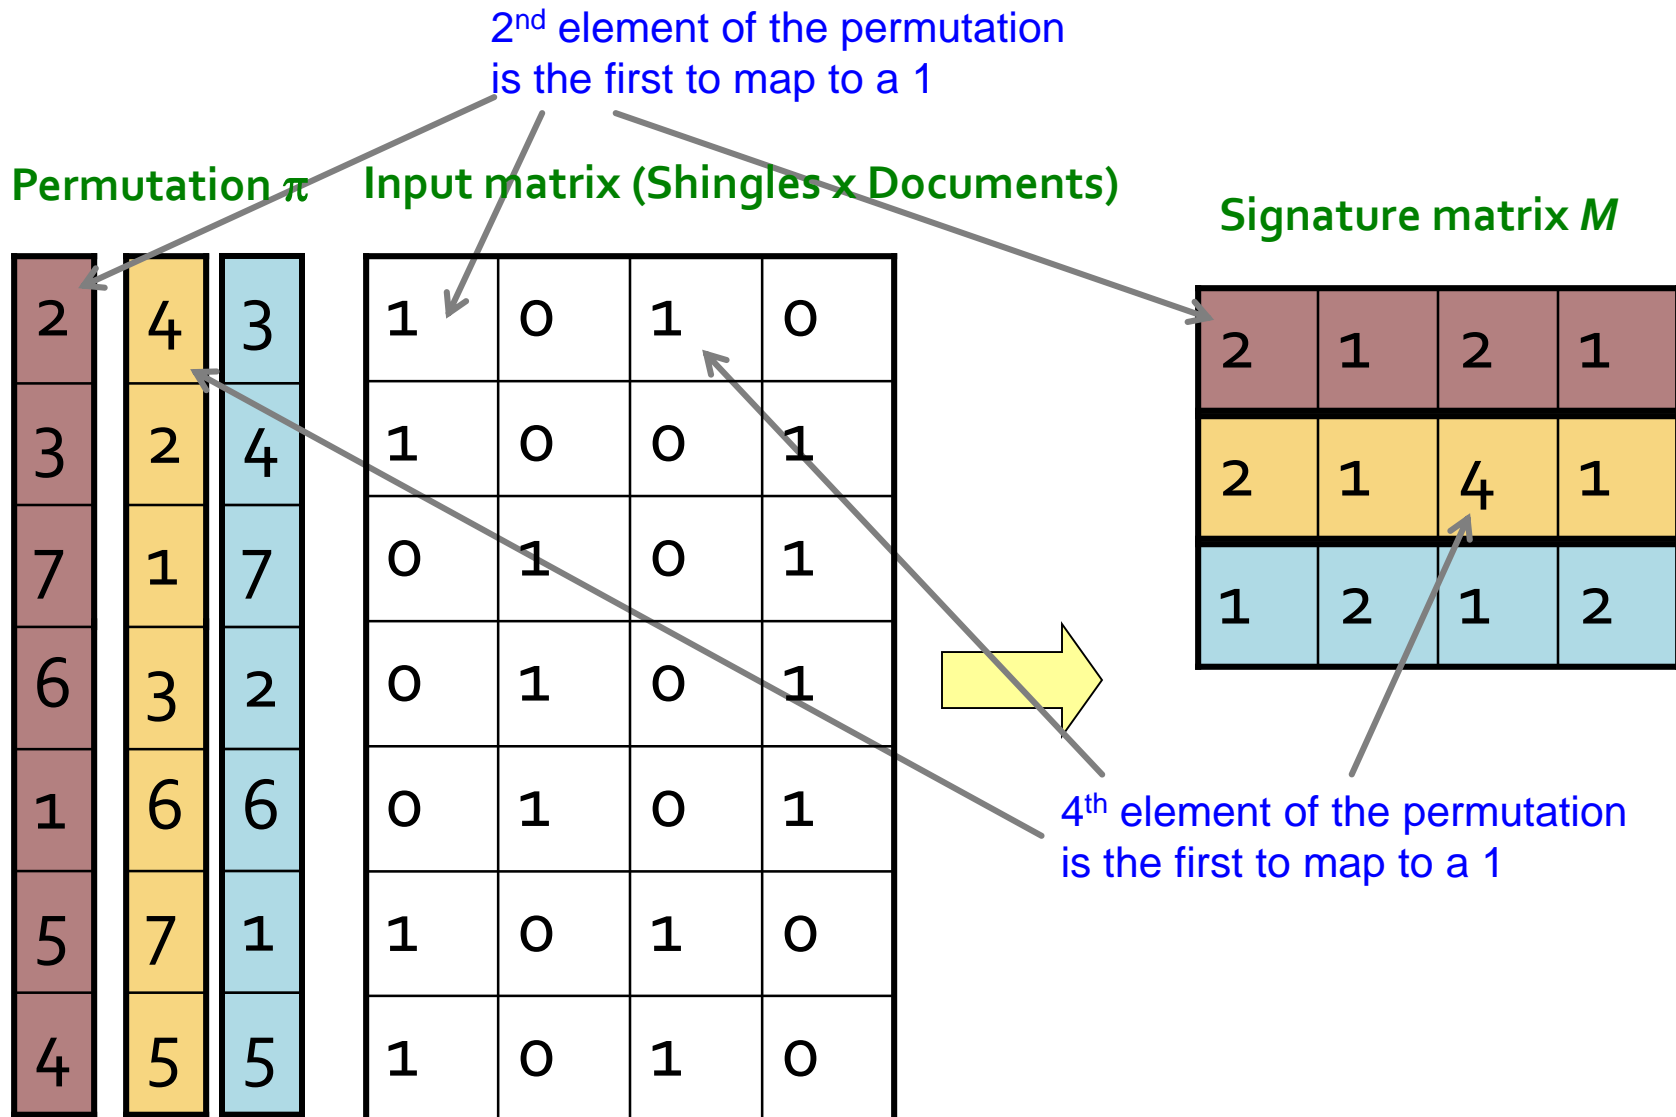 2nd element of the permutation
is the first to map to a 1
Permutation π
Input matrix (Shingles x Documents)
Signature matrix M
2 4 3 1 0 1 0
3 2 4 1 0 0 1
7 1 7 0 1 0 1
6 3 2 0 1 0 1
1 6 6 0 1 0 1
5 7 1 1 0 1 0
4 5 5 1 0 1 0
2 1 2 1
2 1 4 1
1 2 1 2
4th element of the permutation
is the first to map to a 1